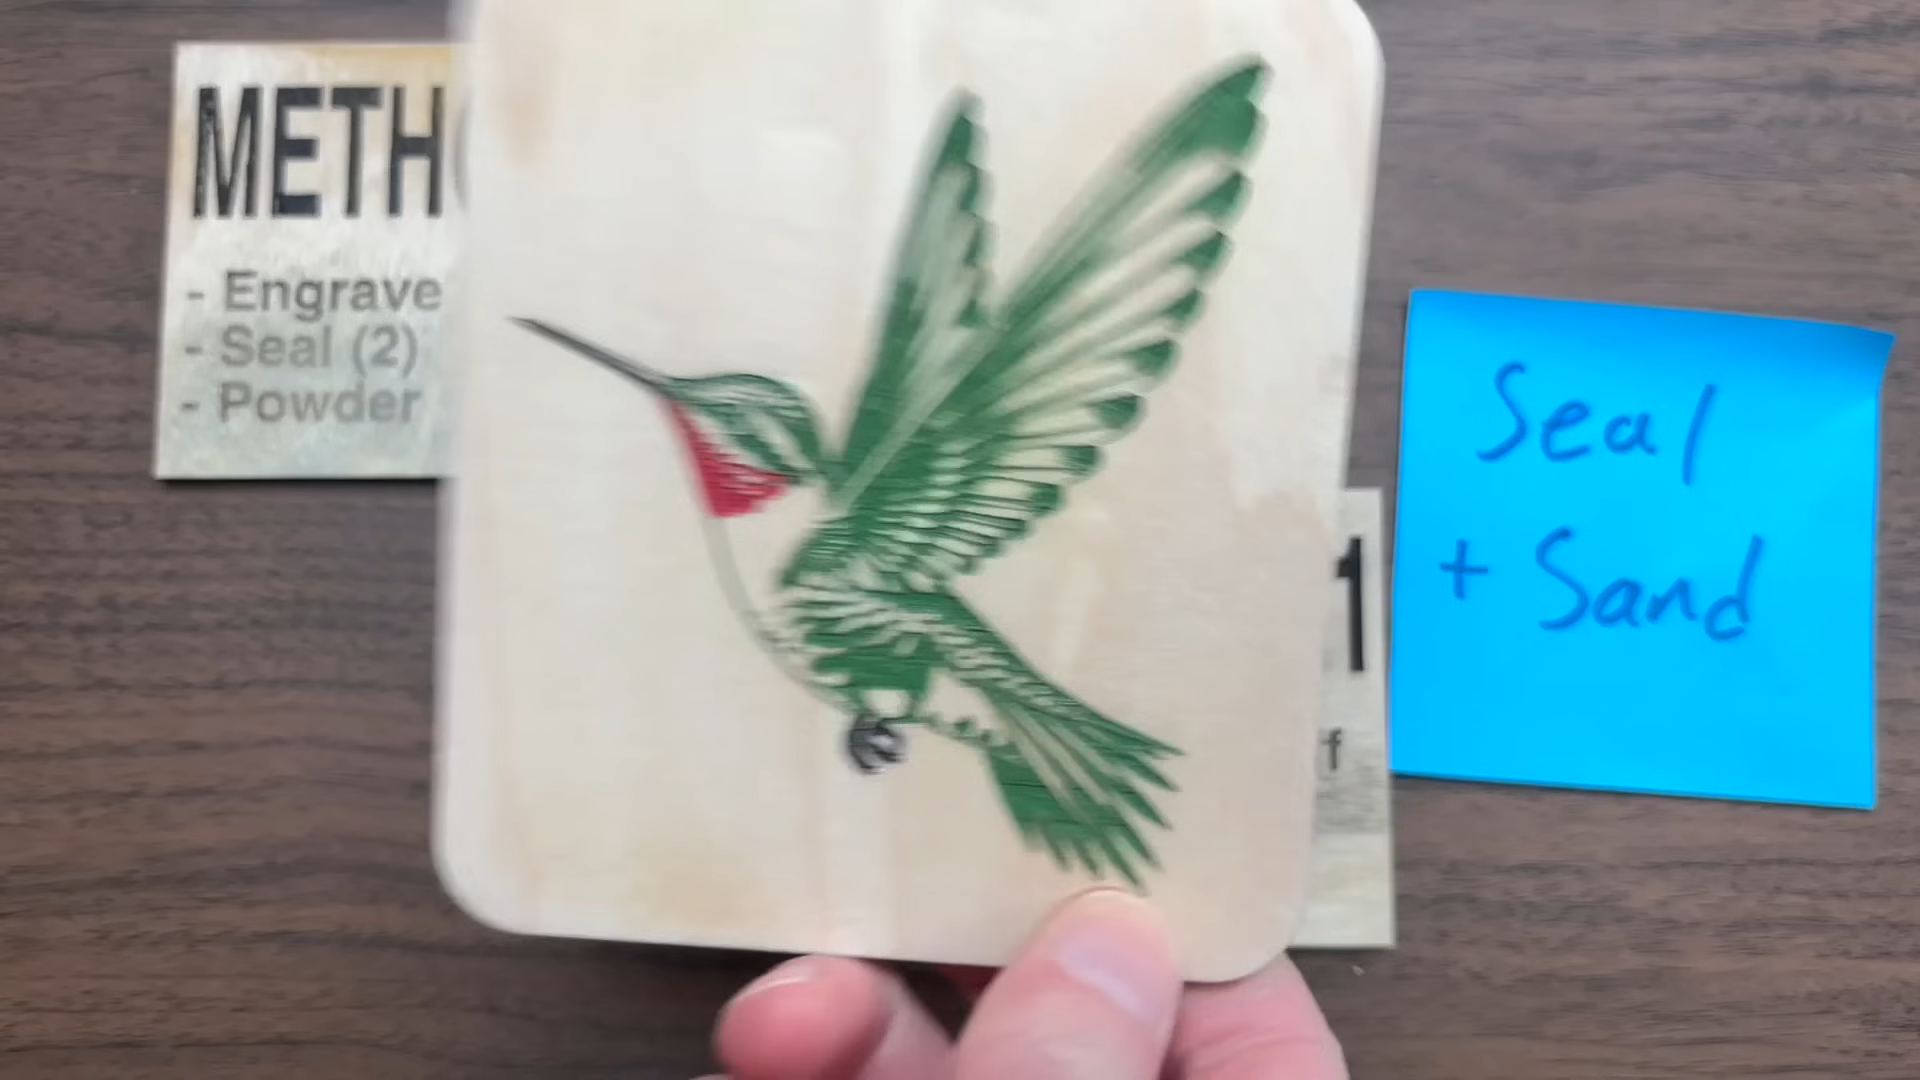 METH
- Engrave
- Seal (2)
- Powder
Seal
+ Sand
1
f